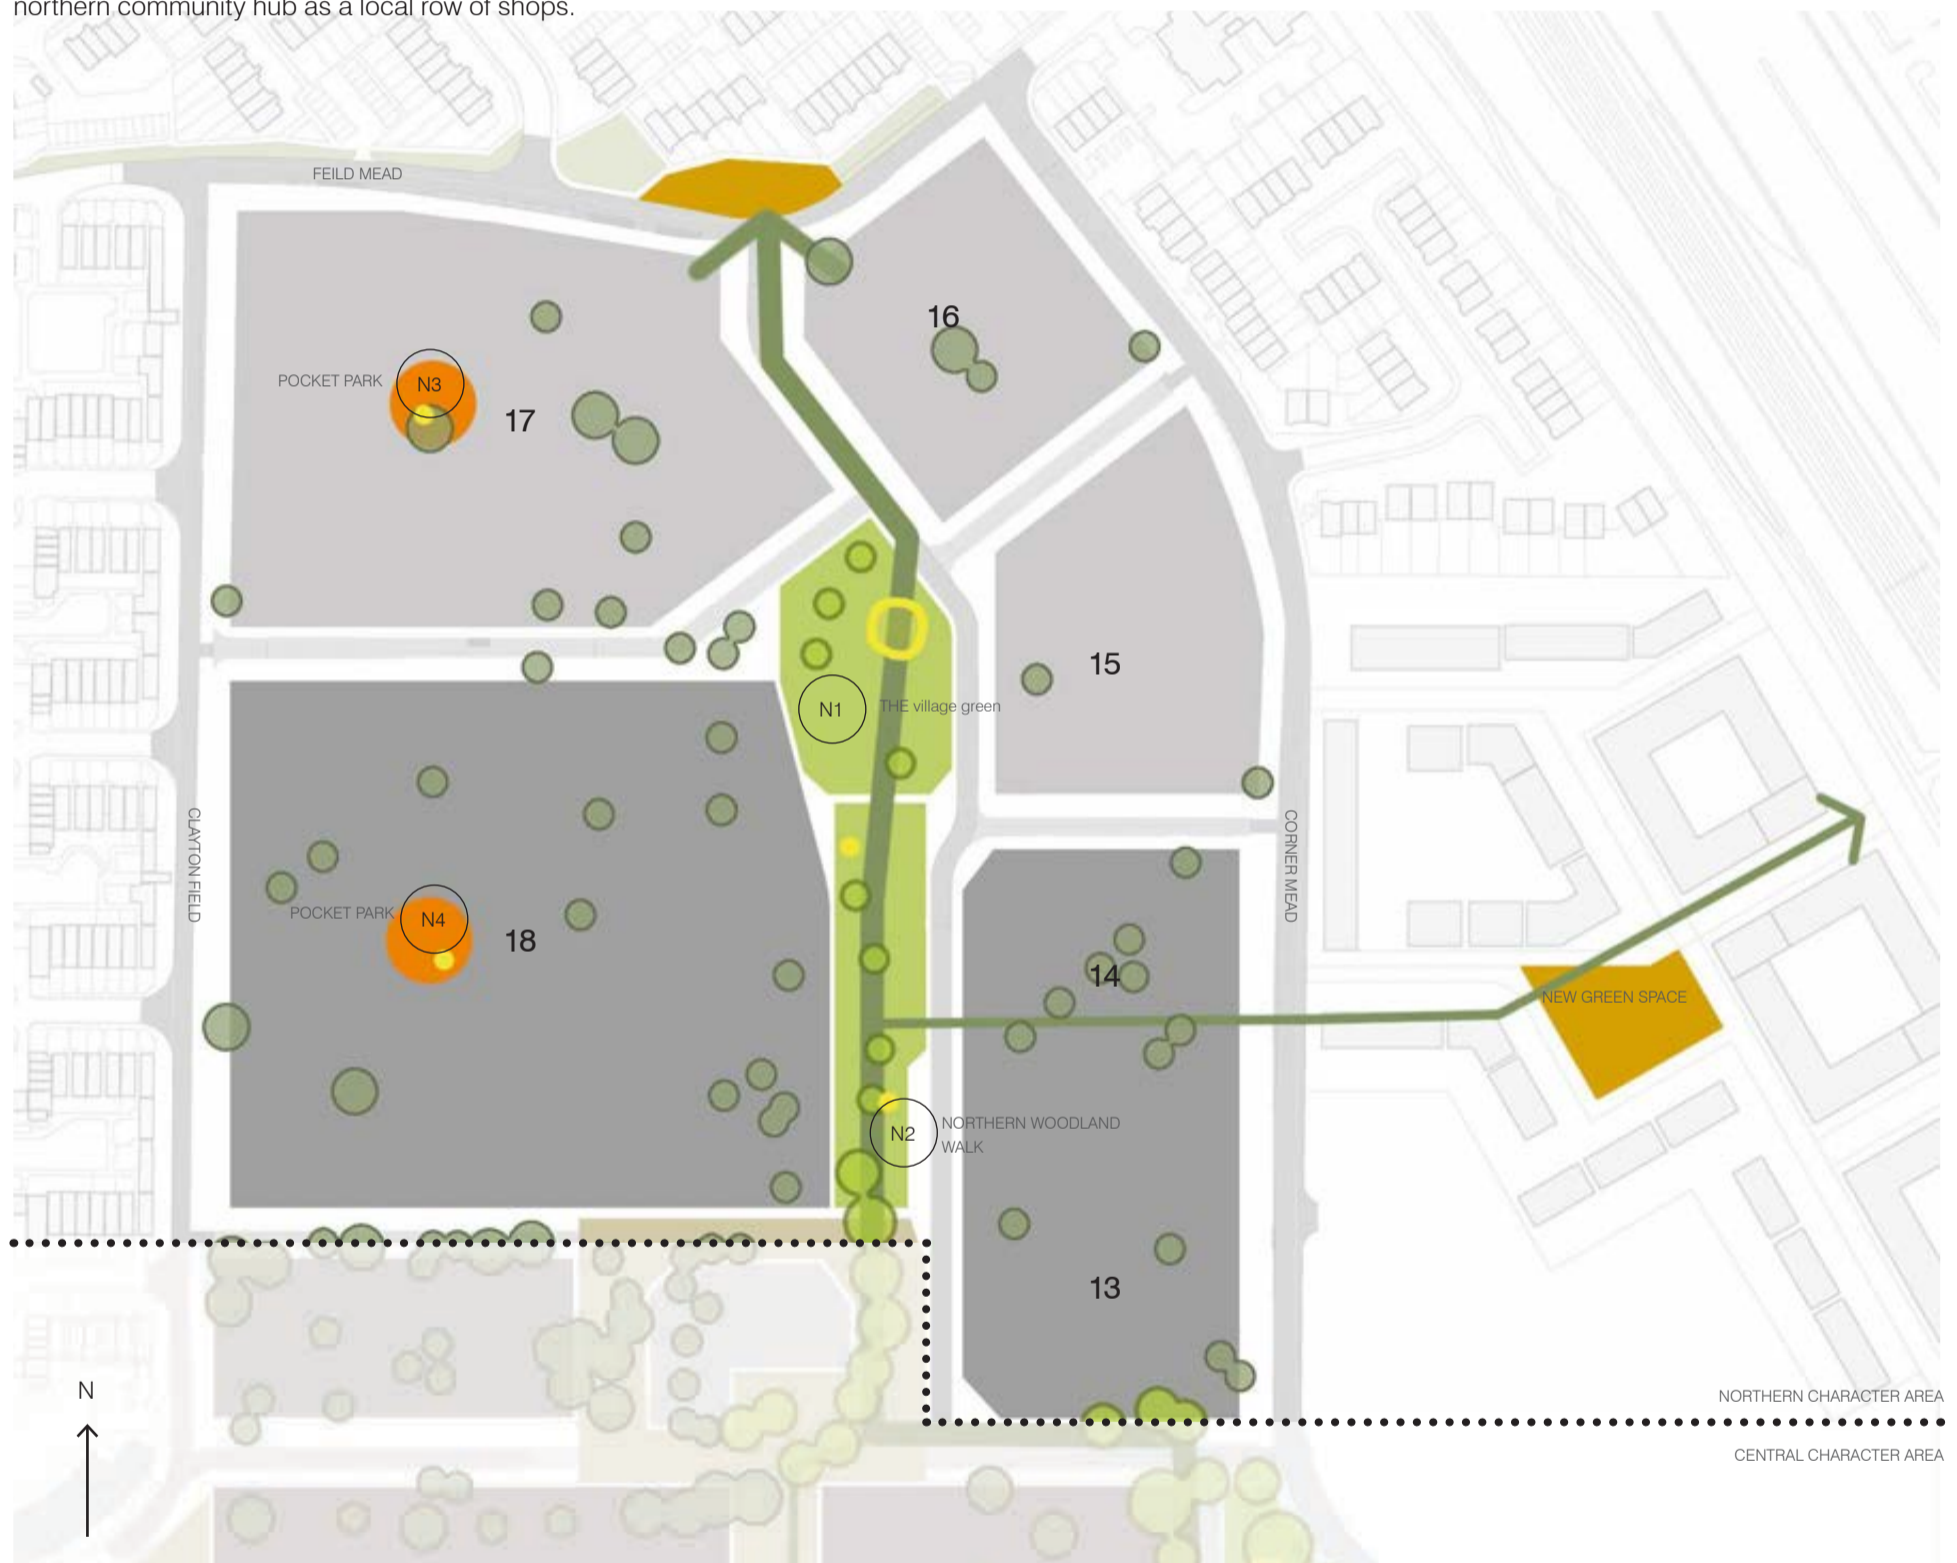 northern community hub as a local row of shops.
FEILD MEAD
16
POCKET PARK
N3
17
15
N1
THE village green
CLAYTON FIELD
CORNER MEAD
POCKET PARK
N4
18
14
NEW GREEN SPACE
N2
NORTHERN WOODLAND
WALK
13
N
NORTHERN CHARACTER AREA
CENTRAL CHARACTER AREA